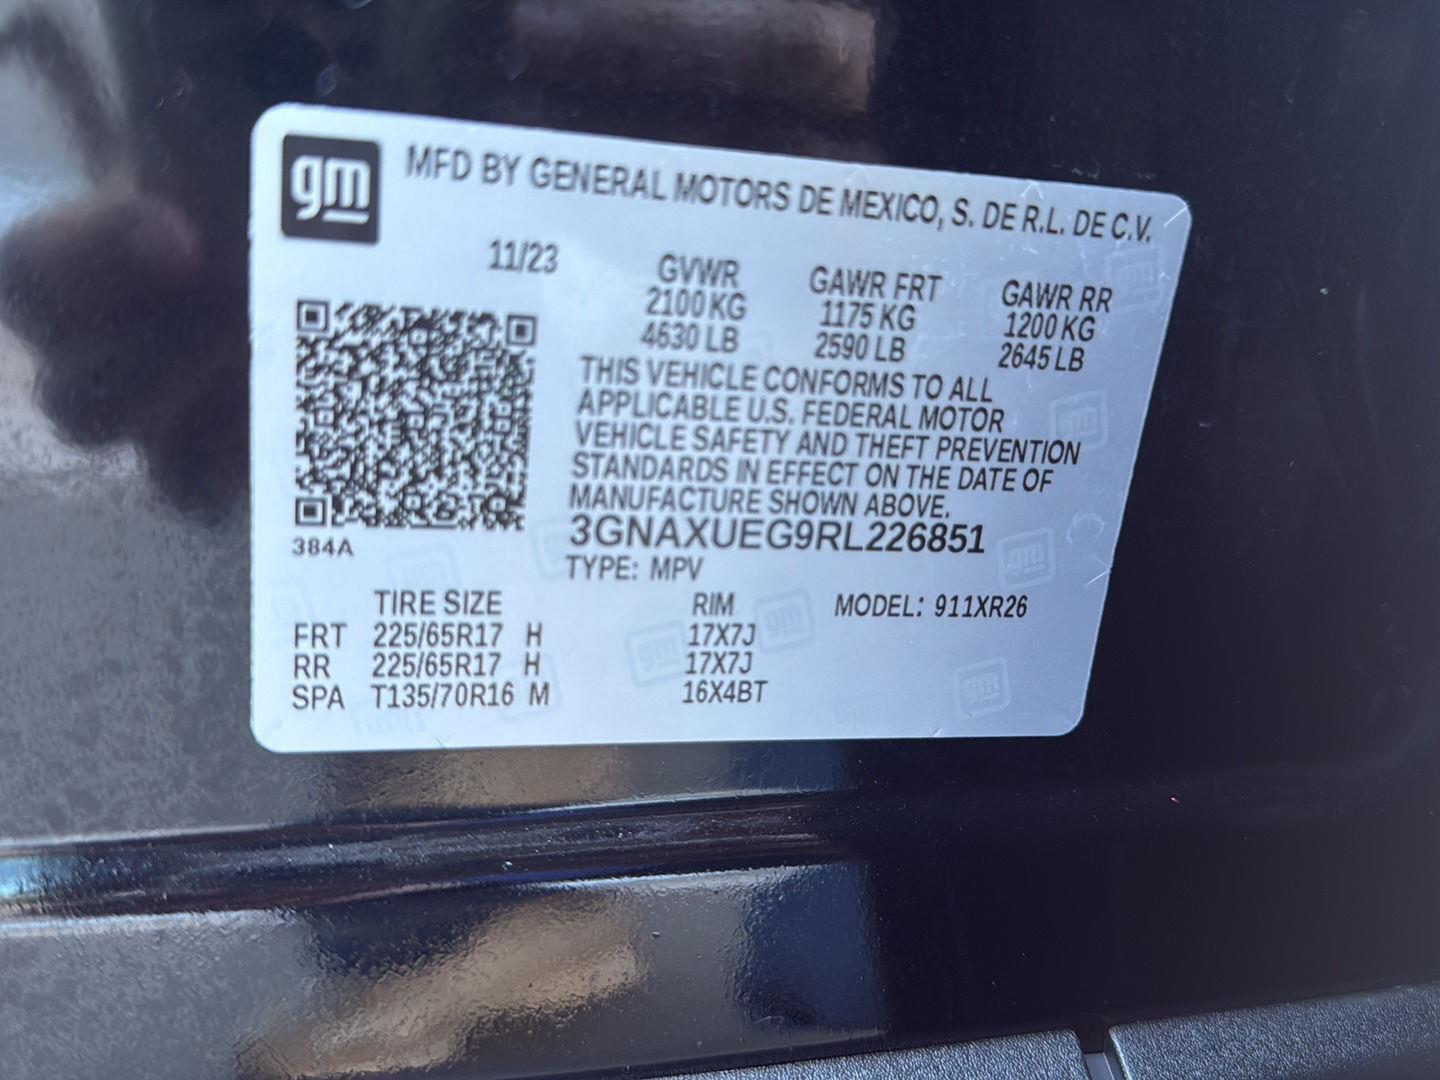 gm MFD BY GENERAL MOTORS DE MEXICO, S. DE R.L. DE C.V.
11/23 GVWR GAWR FRT GAWR RR
2100 KG 1175 KG 1200 KG
4630 LB 2590 LB 2645 LB
THIS VEHICLE CONFORMS TO ALL
APPLICABLE U.S. FEDERAL MOTOR
VEHICLE SAFETY AND THEFT PREVENTION
STANDARDS IN EFFECT ON THE DATE OF
MANUFACTURE SHOWN ABOVE.
3GNAXUEG9RL226851
384A TYPE: MPV
TIRE SIZE RIM MODEL: 911XR26
FRT 225/65R17 H 17X7J
RR 225/65R17 H 17X7J
SPA T135/70R16 M 16X4BT